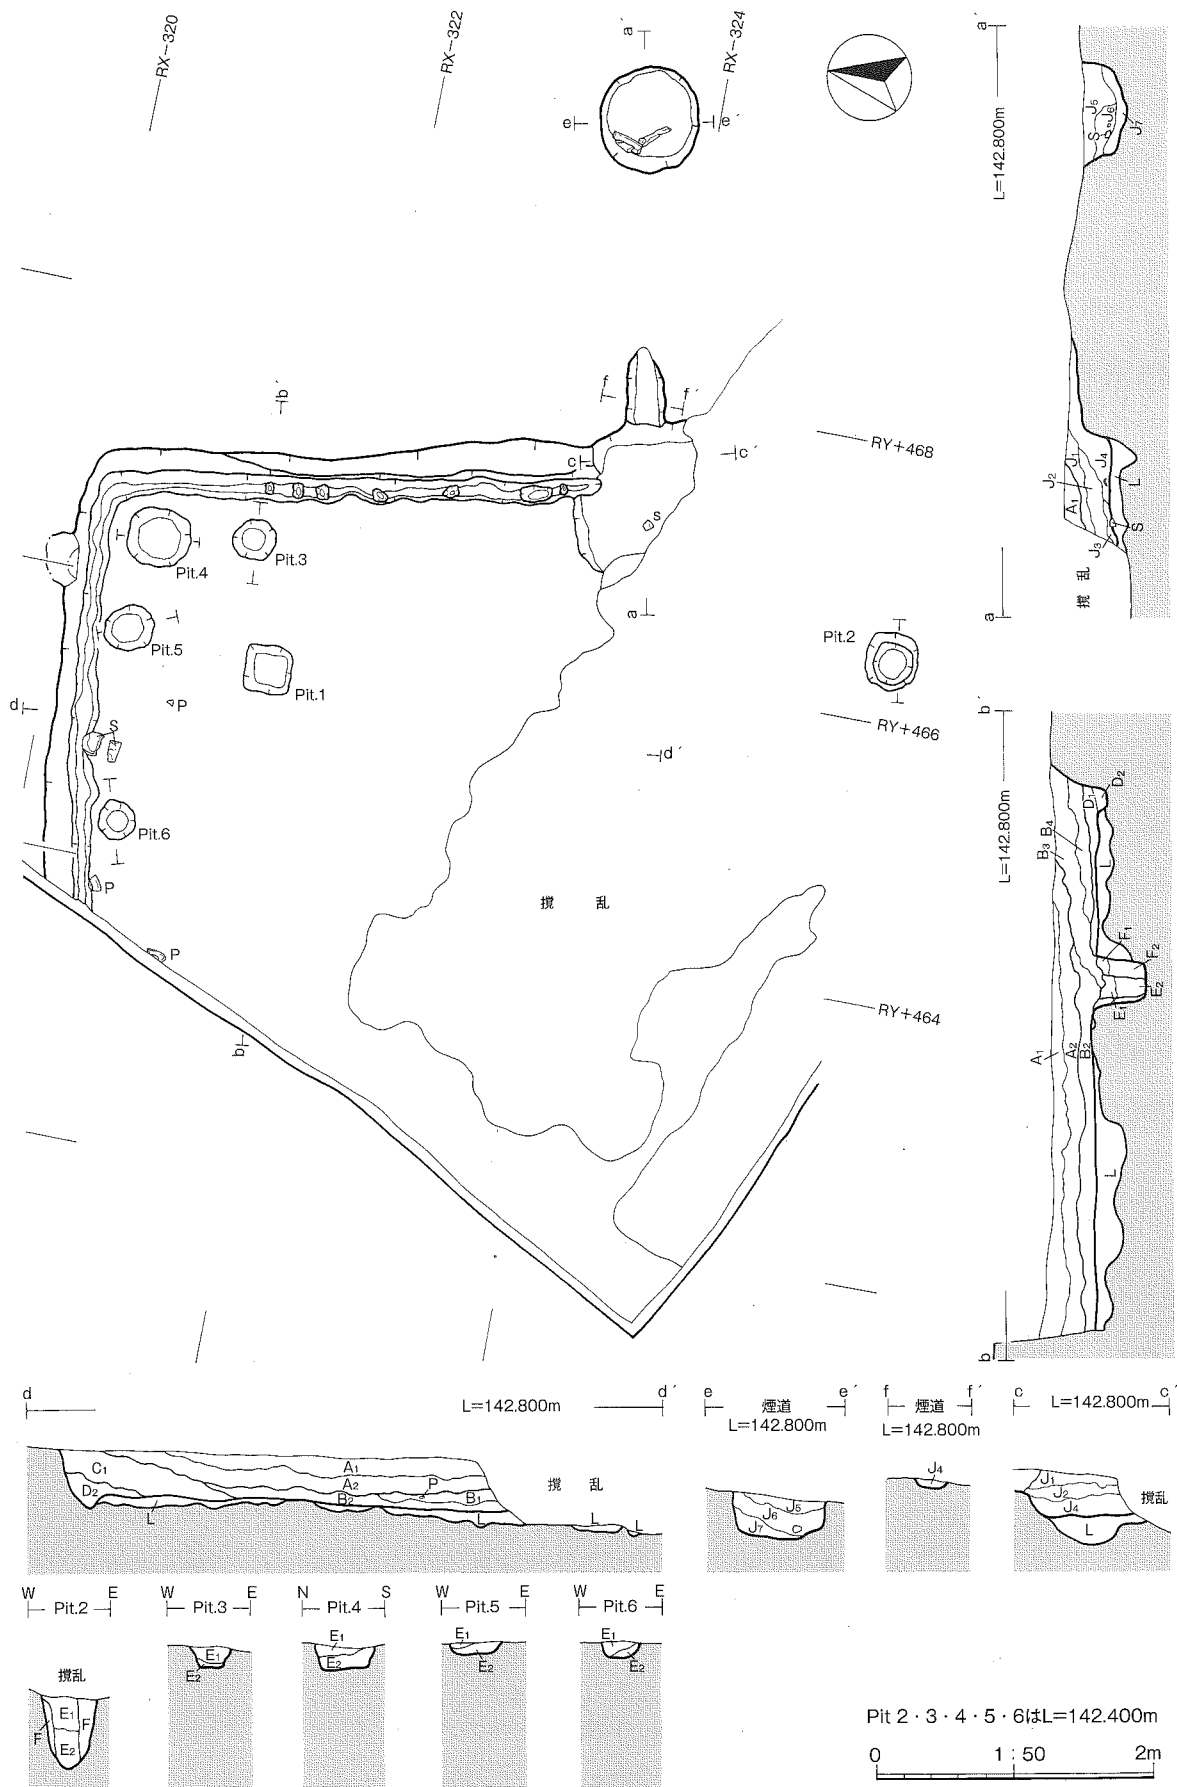 RX-320
RX-322
RX-324
a
a´
e
e´
L=142.800m
a´
J5
J6
S
J7
b´
f
f´
c
c´
RY+468
s
J1
J2
J4
A1
L
J3
S
撹乱
a
Pit.4
Pit.3
Pit.5
Pit.1
Pit.2
a
P
d
S
d´
RY+466
Pit.6
P
P
撹 乱
b
RY+464
b´
L=142.800m
D1
D2
B3
B4
L
F1
F2
E1
E2
A1
A2
B2
L
b
d
L=142.800m
d´
e
煙道
e´
L=142.800m
f
煙道
f´
L=142.800m
c
L=142.800m
c´
C1
D2
A1
A2
P
B2
B1
L
L
L
L
撹 乱
J5
J6
J7
J4
J1
J2
J4
L
撹乱
W Pit.2 E
W Pit.3 E
N Pit.4 S
W Pit.5 E
W Pit.6 E
撹乱
F
E1
F
E2
E1
E2
E1
E2
E1
E2
E1
E2
Pit 2・3・4・5・6はL=142.400m
0 1:50 2m